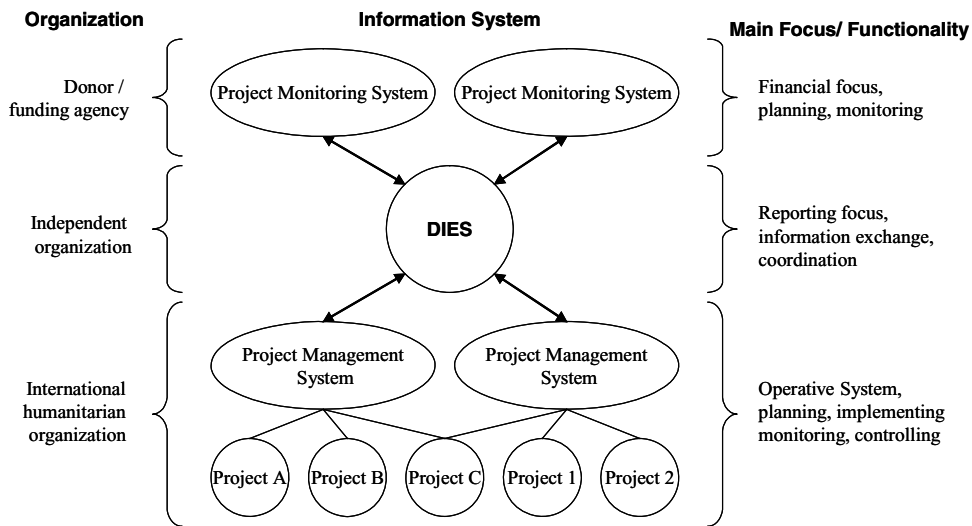 Organization
Information System
Main Focus/ Functionality
Donor /
funding agency
Project Monitoring System
Project Monitoring System
Financial focus,
planning, monitoring
Independent
organization
DIES
Reporting focus,
information exchange,
coordination
International
humanitarian
organization
Project Management
System
Project Management
System
Operative System,
planning, implementing
monitoring, controlling
Project A
Project B
Project C
Project 1
Project 2